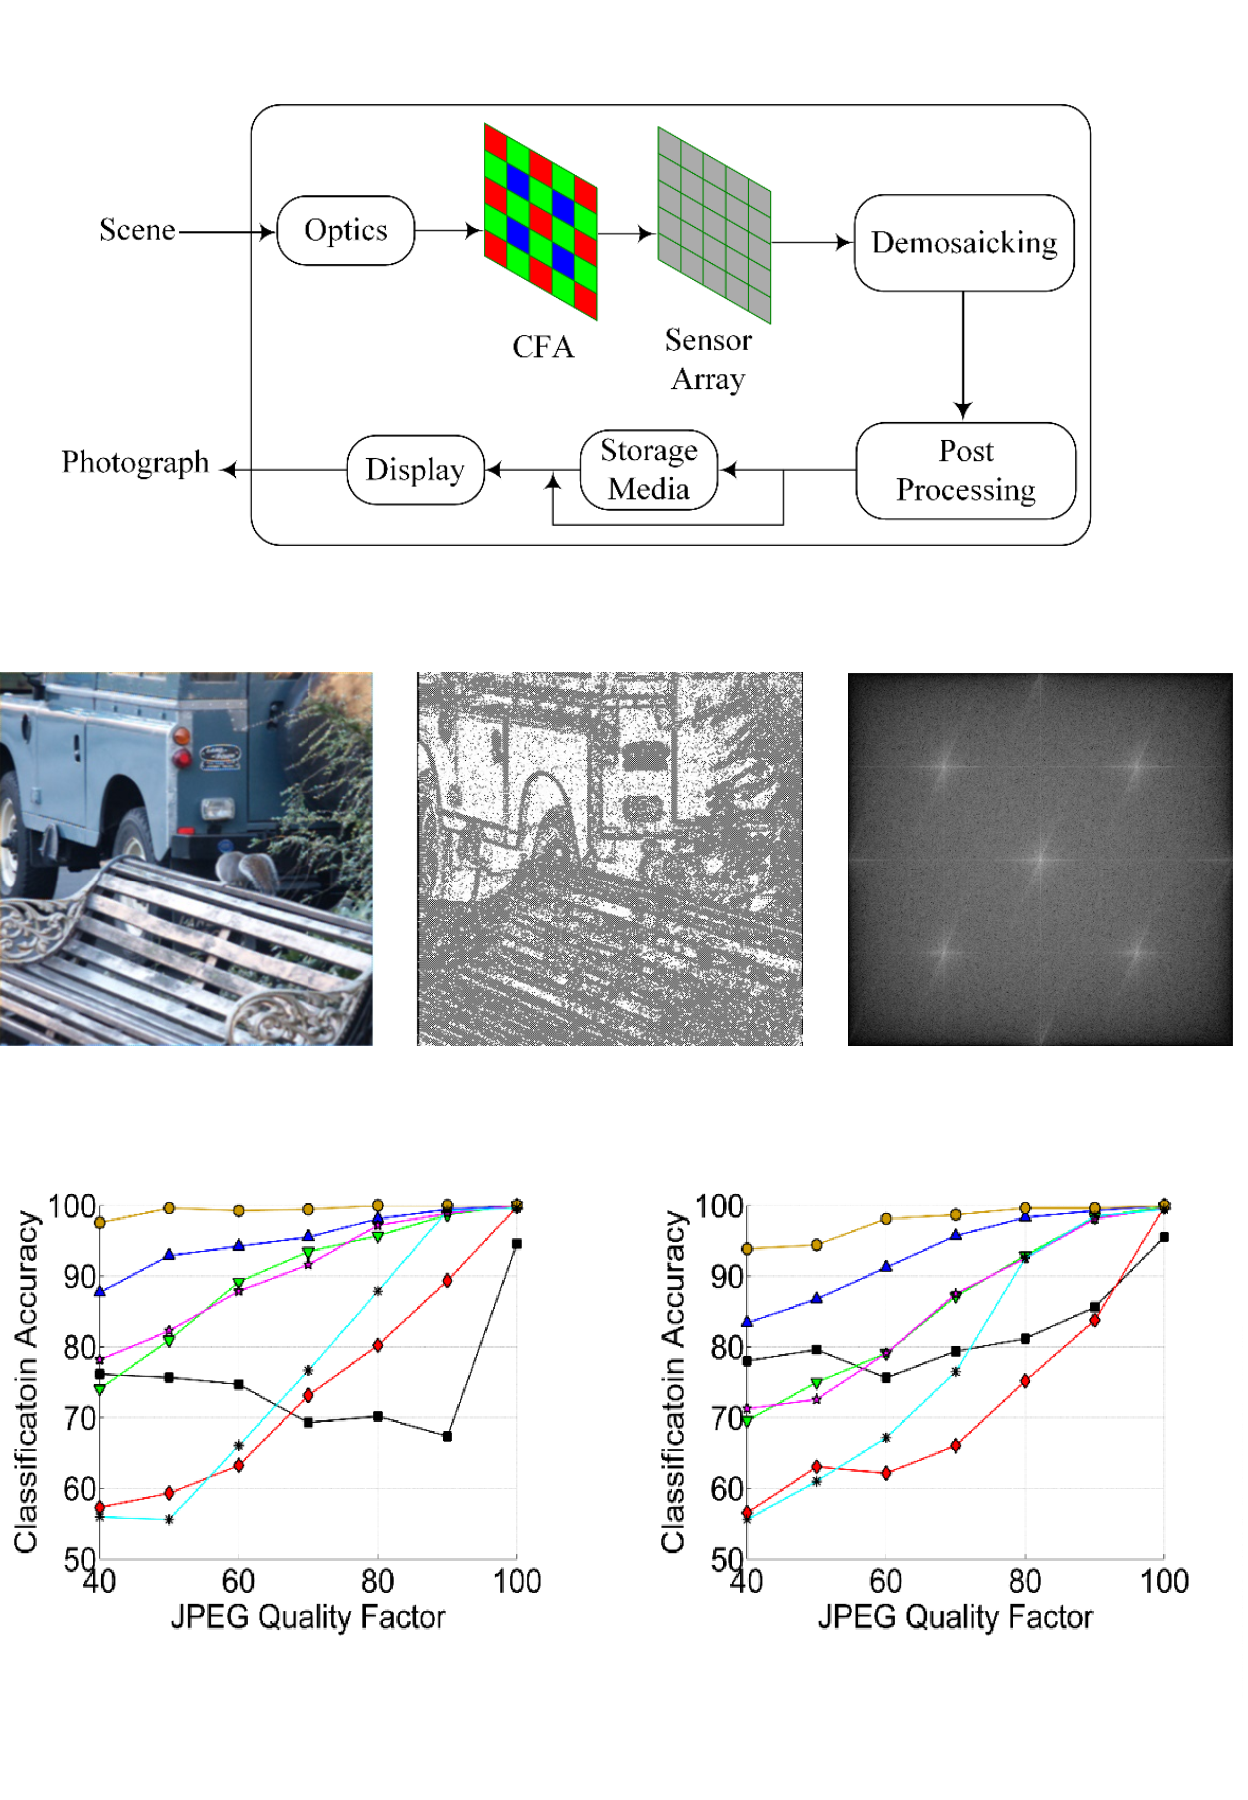 Scene
Optics
CFA
Sensor
Array
Demosaicking
Post
Processing
Storage
Media
Display
Photograph
100
90
80
70
60
50
40
60
80
100
Classificatoin Accuracy
JPEG Quality Factor
100
90
80
70
60
50
40
60
80
100
Classificatoin Accuracy
JPEG Quality Factor